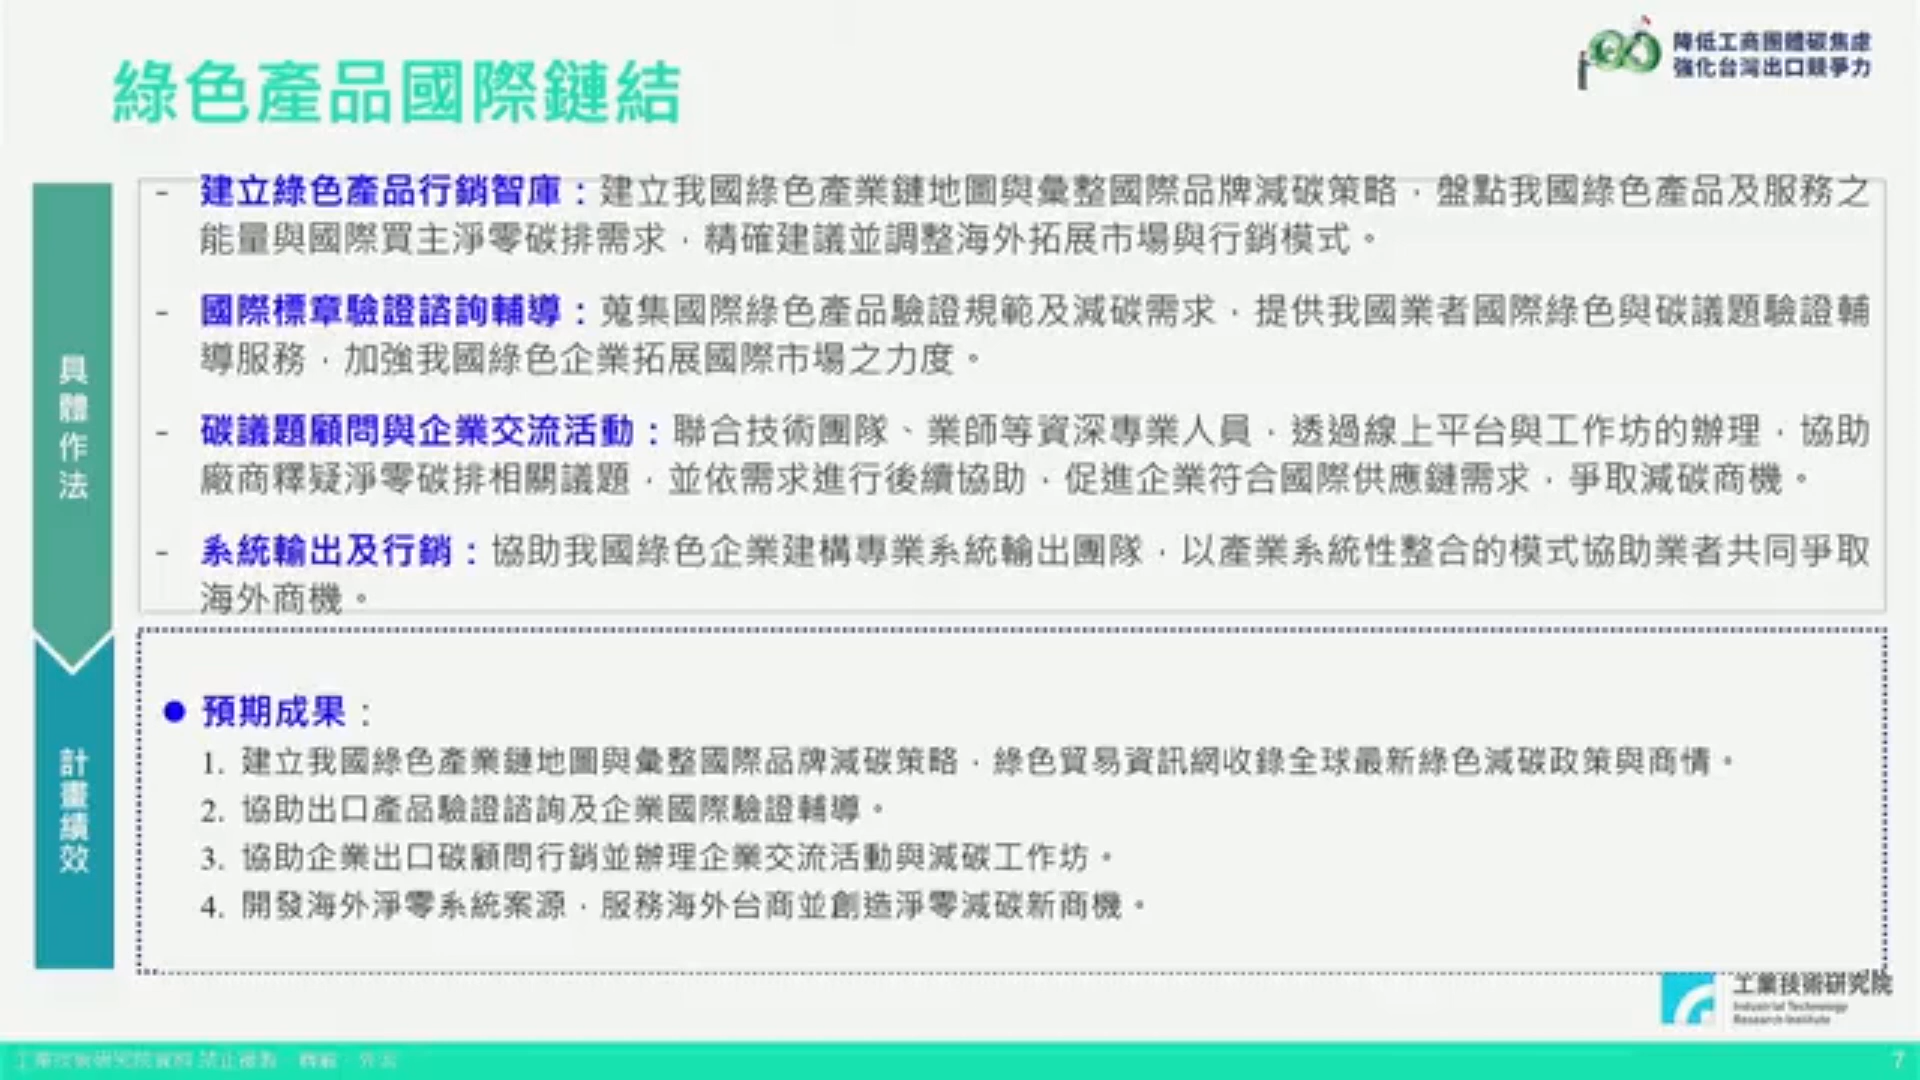 綠色產品國際鏈結
降低工商團體碳焦慮
強化台灣出口競爭力
具體作法
- 建立綠色產品行銷智庫：建立我國綠色產業鏈地圖與彙整國際品牌減碳策略，盤點我國綠色產品及服務之
能量與國際買主淨零碳排需求，精確建議並調整海外拓展市場與行銷模式。
- 國際標章驗證諮詢輔導：蒐集國際綠色產品驗證規範及減碳需求，提供我國業者國際綠色與碳議題驗證輔
導服務，加強我國綠色企業拓展國際市場之力度。
- 碳議題顧問與企業交流活動：聯合技術團隊、業師等資深專業人員，透過線上平台與工作坊的辦理，協助
廠商釋疑淨零碳排相關議題，並依需求進行後續協助，促進企業符合國際供應鏈需求，爭取減碳商機。
- 系統輸出及行銷：協助我國綠色企業建構專業系統輸出團隊，以產業系統性整合的模式協助業者共同爭取
海外商機。
計畫績效
● 預期成果：
1. 建立我國綠色產業鏈地圖與彙整國際品牌減碳策略，綠色貿易資訊網收錄全球最新綠色減碳政策與商情。
2. 協助出口產品驗證諮詢及企業國際驗證輔導。
3. 協助企業出口碳顧問行銷並辦理企業交流活動與減碳工作坊。
4. 開發海外淨零系統案源，服務海外台商並創造淨零減碳新商機。
工業技術研究院
Industrial Technology
Research Institute
工業技術研究院資料 禁止複製、轉載、外流
7